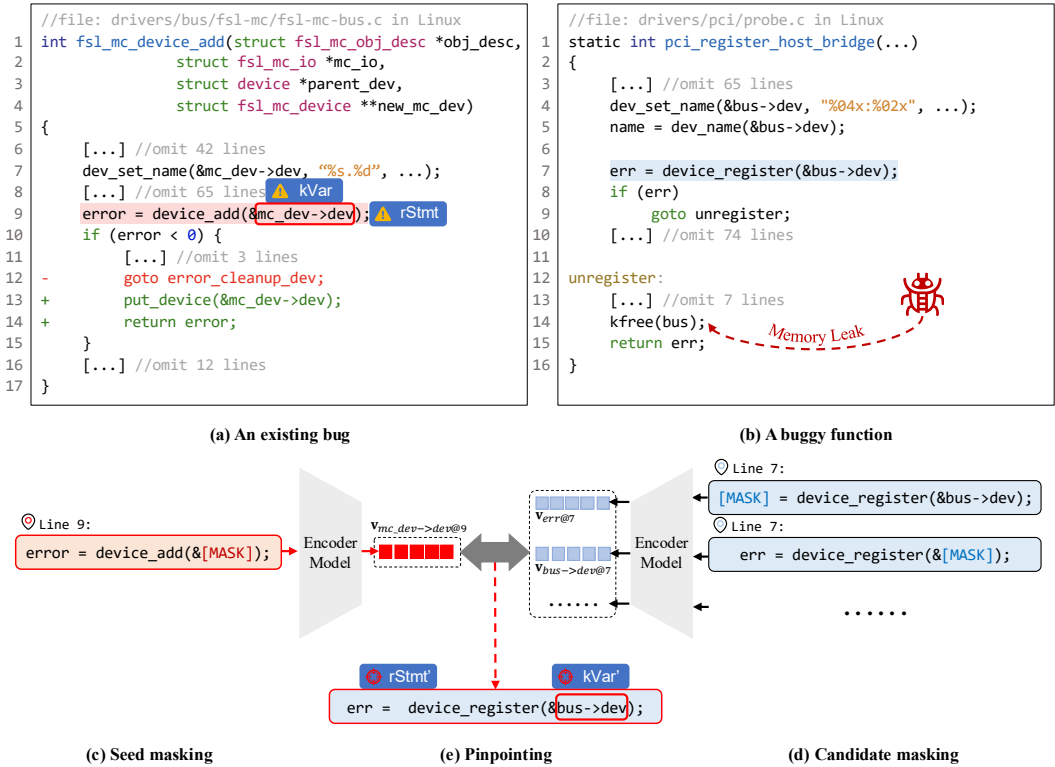 //file: drivers/bus/fsl-mc/fsl-mc-bus.c in Linux
1 int fsl_mc_device_add(struct fsl_mc_obj_desc *obj_desc,
2 struct fsl_mc_io *mc_io,
3 struct device *parent_dev,
4 struct fsl_mc_device **new_mc_dev)
5 {
6 [...] //omit 42 lines
7 dev_set_name(&mc_dev->dev, “%s.%d”, ...);
8 [...] //omit 65 lines
kVar
9 error = device_add(&mc_dev->dev);
rStmt
10 if (error < 0) {
11 [...] //omit 3 lines
12 - goto error_cleanup_dev;
13 + put_device(&mc_dev->dev);
14 + return error;
15 }
16 [...] //omit 12 lines
17 }
(a) An existing bug
//file: drivers/pci/probe.c in Linux
1 static int pci_register_host_bridge(...)
2 {
3 [...] //omit 65 lines
4 dev_set_name(&bus->dev, "%04x:%02x", ...);
5 name = dev_name(&bus->dev);
6
7 err = device_register(&bus->dev);
8 if (err)
9 goto unregister;
10 [...] //omit 74 lines
12 unregister:
13 [...] //omit 7 lines
14 kfree(bus);
Memory Leak
15 return err;
16 }
(b) A buggy function
Line 9:
error = device_add(&[MASK]);
Encoder
Model
v mc_dev->dev@9
v err@7
v bus->dev@7
......
Encoder
Model
Line 7:
[MASK] = device_register(&bus->dev);
Line 7:
err = device_register(&[MASK]);
......
rStmt’
kVar’
err = device_register(&bus->dev);
(c) Seed masking
(e) Pinpointing
(d) Candidate masking